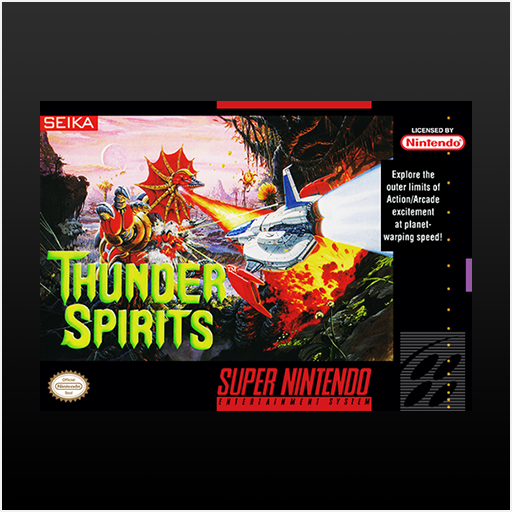 SEIKA
LICENSED BY
Nintendo
Explore the
outer limits of
Action/Arcade
excitement
at planet-
warping speed!
THUNDER
SPIRITS
Official
Nintendo
Seal
SUPER NINTENDO
ENTERTAINMENT SYSTEM